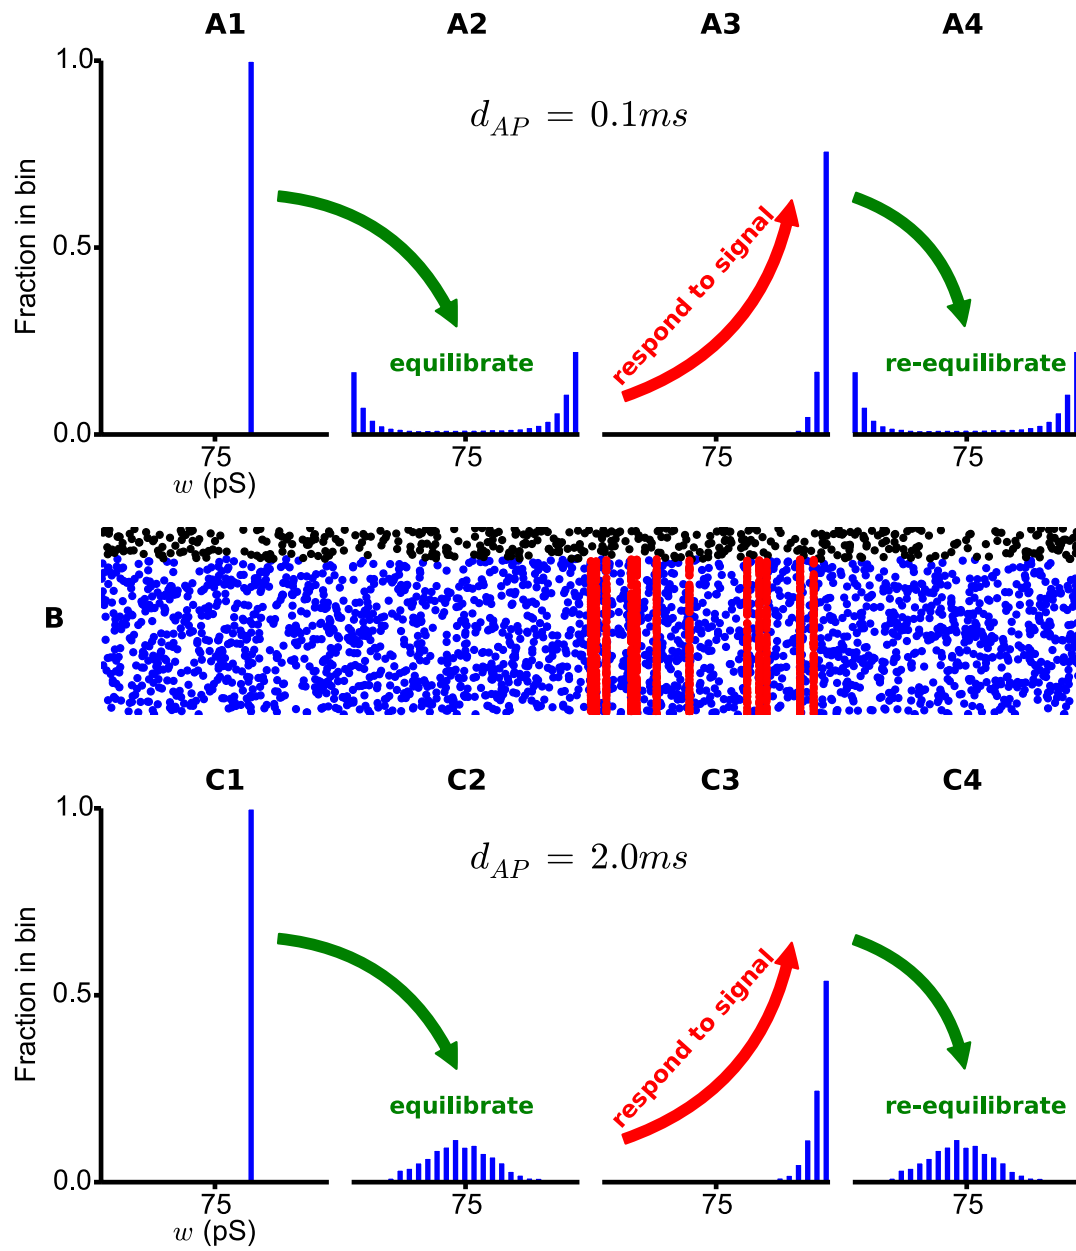 A1 A2 A3 A4
1.0
d_AP = 0.1ms
Fraction in bin
respond to signal
0.5
equilibrate
re-equilibrate
0.0
75 75 75 75
w (pS)
B
C1 C2 C3 C4
1.0
d_AP = 2.0ms
Fraction in bin
respond to signal
0.5
equilibrate
re-equilibrate
0.0
75 75 75 75
w (pS)